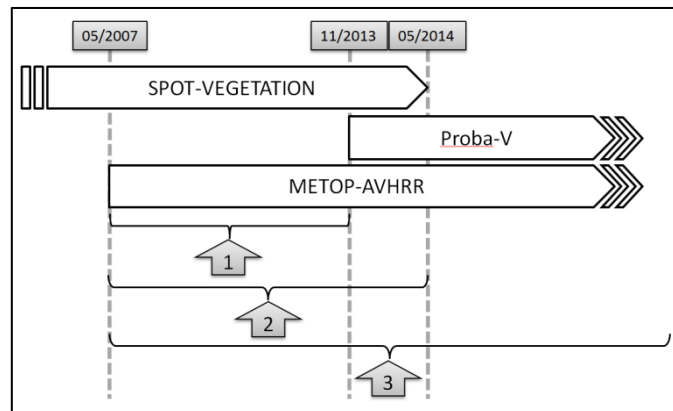 05/2007
11/2013
05/2014
SPOT-VEGETATION
Proba-V
METOP-AVHRR
1
2
3